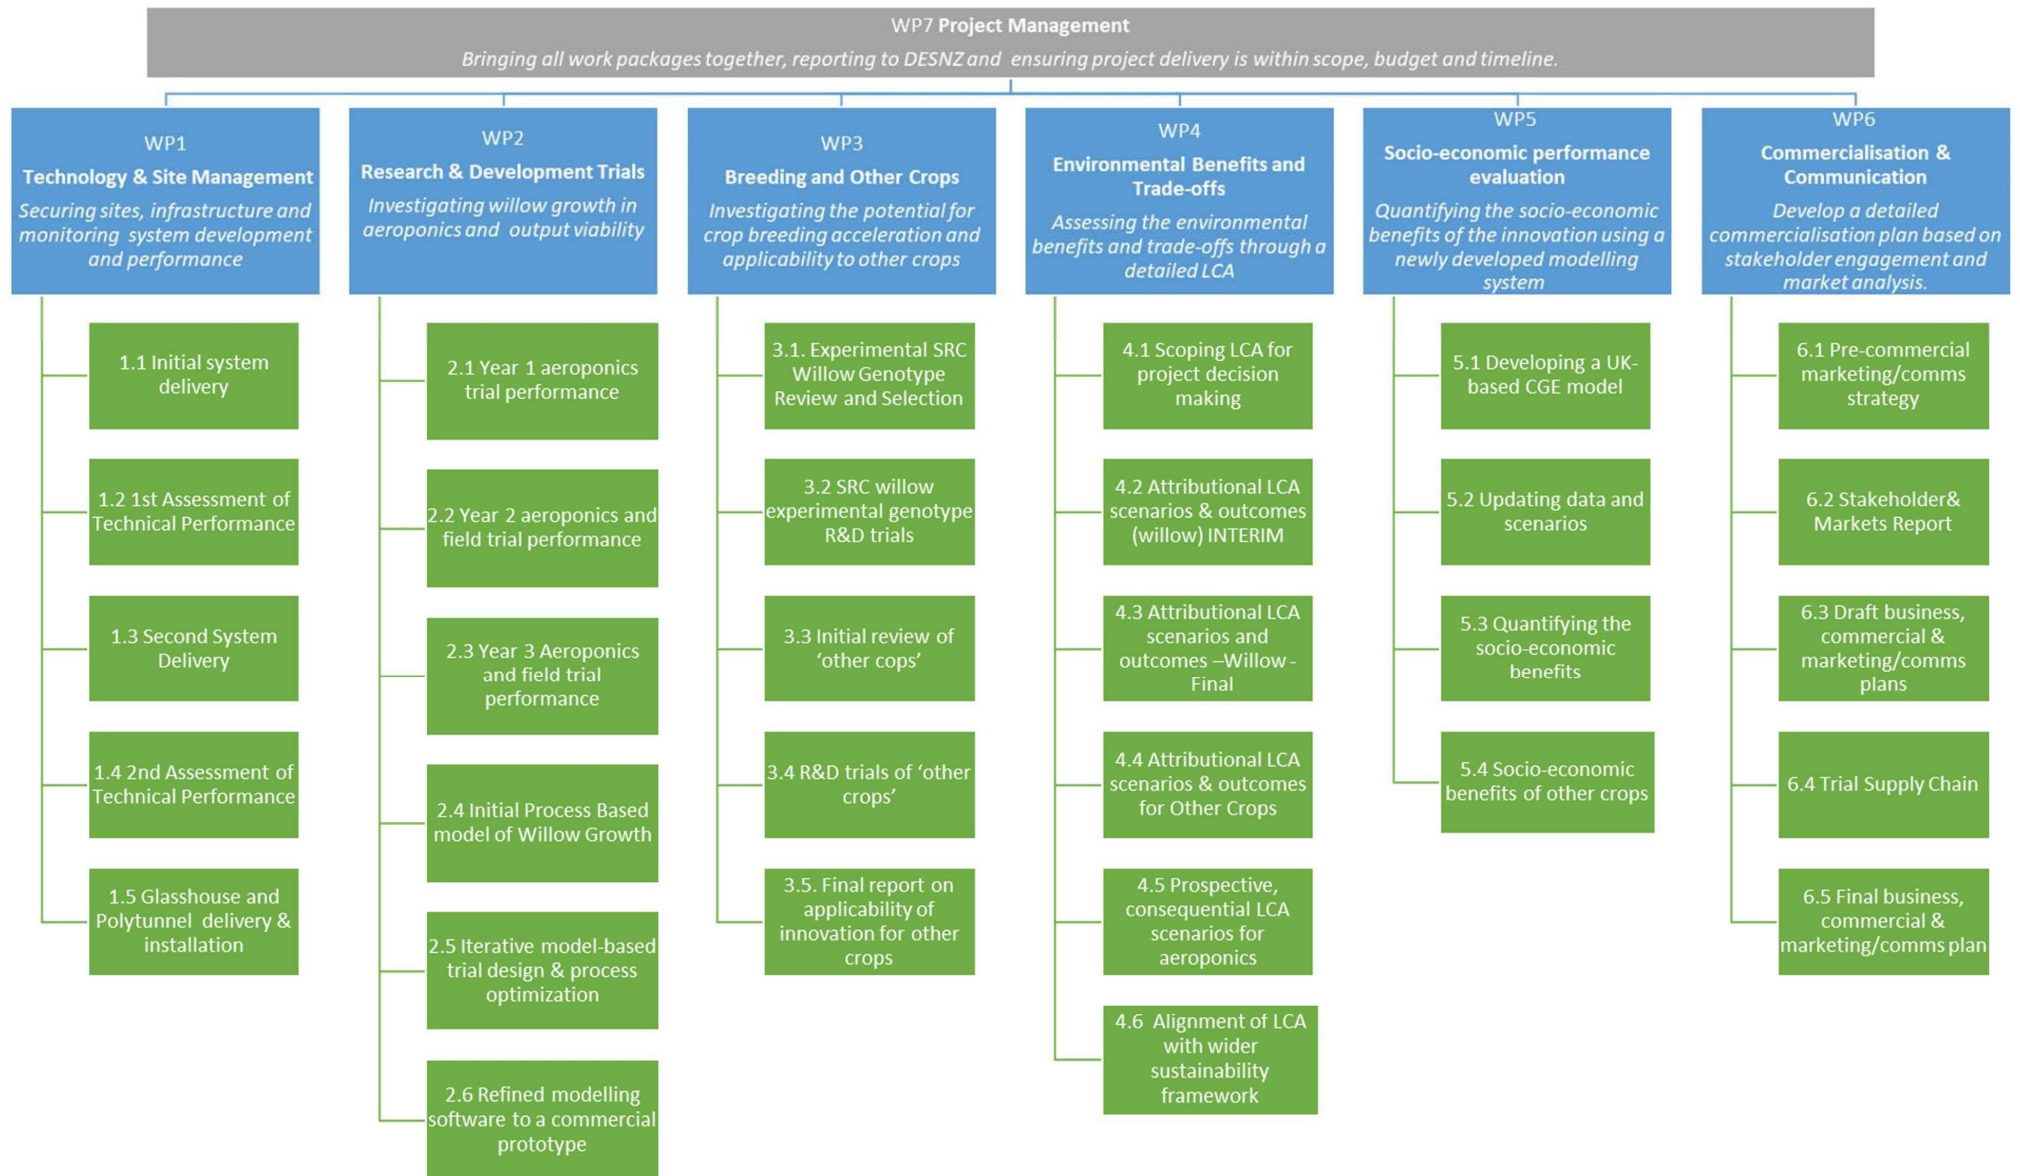 WP7 Project Management
Bringing all work packages together, reporting to DESNZ and ensuring project delivery is within scope, budget and timeline.
WP1
Technology & Site Management
Securing sites, infrastructure and
monitoring system development
and performance
1.1 Initial system
delivery
1.2 1st Assessment of
Technical Performance
1.3 Second System
Delivery
1.4 2nd Assessment of
Technical Performance
1.5 Glasshouse and
Polytunnel delivery &
installation
WP2
Research & Development Trials
Investigating willow growth in
aeroponics and output viability
2.1 Year 1 aeroponics
trial performance
2.2 Year 2 aeroponics and
field trial performance
2.3 Year 3 Aeroponics
and field trial
performance
2.4 Initial Process Based
model of Willow Growth
2.5 Iterative model-based
trial design & process
optimization
2.6 Refined modelling
software to a commercial
prototype
WP3
Breeding and Other Crops
Investigating the potential for
crop breeding acceleration and
applicability to other crops
3.1. Experimental SRC
Willow Genotype
Review and Selection
3.2 SRC willow
experimental genotype
R&D trials
3.3 Initial review of
‘other cops’
3.4 R&D trials of ‘other
crops’
3.5. Final report on
applicability of
innovation for other
crops
WP4
Environmental Benefits and
Trade-offs
Assessing the environmental
benefits and trade-offs through a
detailed LCA
4.1 Scoping LCA for
project decision
making
4.2 Attributional LCA
scenarios & outcomes
(willow) INTERIM
4.3 Attributional LCA
scenarios and
outcomes –Willow -
Final
4.4 Attributional LCA
scenarios & outcomes
for Other Crops
4.5 Prospective,
consequential LCA
scenarios for
aeroponics
4.6 Alignment of LCA
with wider
sustainability
framework
WP5
Socio-economic performance
evaluation
Quantifying the socio-economic
benefits of the innovation using a
newly developed modelling
system
5.1 Developing a UK-
based CGE model
5.2 Updating data and
scenarios
5.3 Quantifying the
socio-economic
benefits
5.4 Socio-economic
benefits of other crops
WP6
Commercialisation &
Communication
Develop a detailed
commercialisation plan based on
stakeholder engagement and
market analysis.
6.1 Pre-commercial
marketing/comms
strategy
6.2 Stakeholder&
Markets Report
6.3 Draft business,
commercial &
marketing/comms
plans
6.4 Trial Supply Chain
6.5 Final business,
commercial &
marketing/comms plan